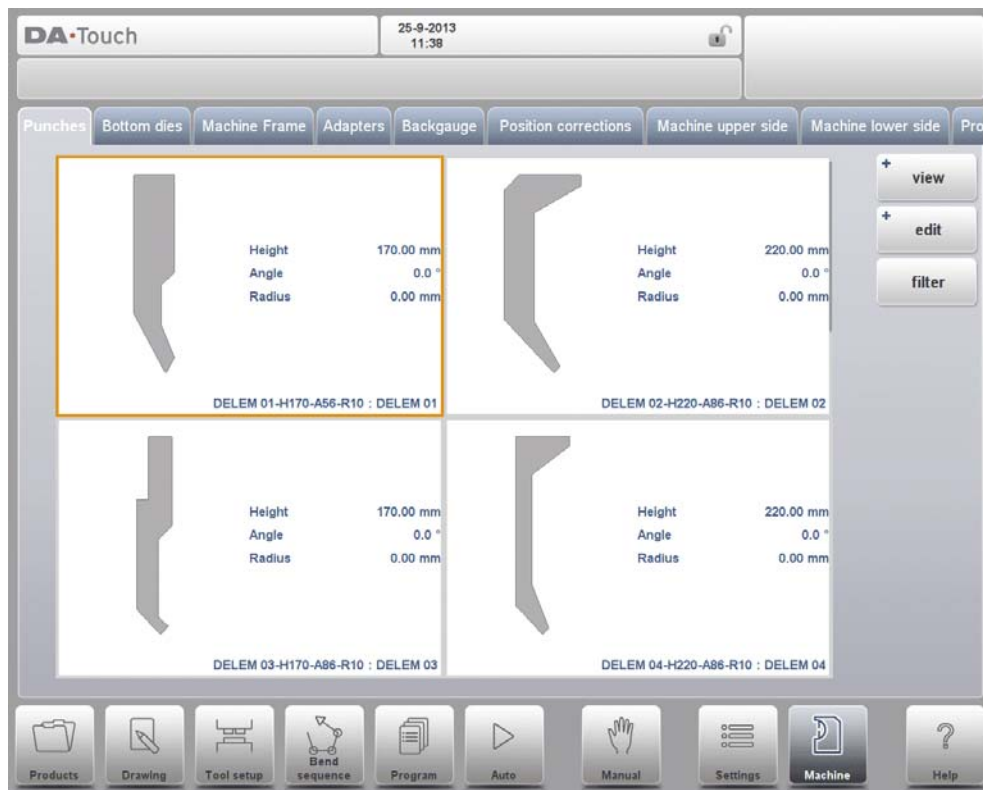 DA·Touch
25-9-2013
11:38
Punches Bottom dies Machine Frame Adapters Backgauge Position corrections Machine upper side Machine lower side Pro
view
edit
filter
Height 170.00 mm
Angle 0.0 °
Radius 0.00 mm
DELEM 01-H170-A56-R10 : DELEM 01
Height 220.00 mm
Angle 0.0 °
Radius 0.00 mm
DELEM 02-H220-A86-R10 : DELEM 02
Height 170.00 mm
Angle 0.0 °
Radius 0.00 mm
DELEM 03-H170-A86-R10 : DELEM 03
Height 220.00 mm
Angle 0.0 °
Radius 0.00 mm
DELEM 04-H220-A86-R10 : DELEM 04
Products Drawing Tool setup Bend sequence Program Auto Manual Settings Machine Help